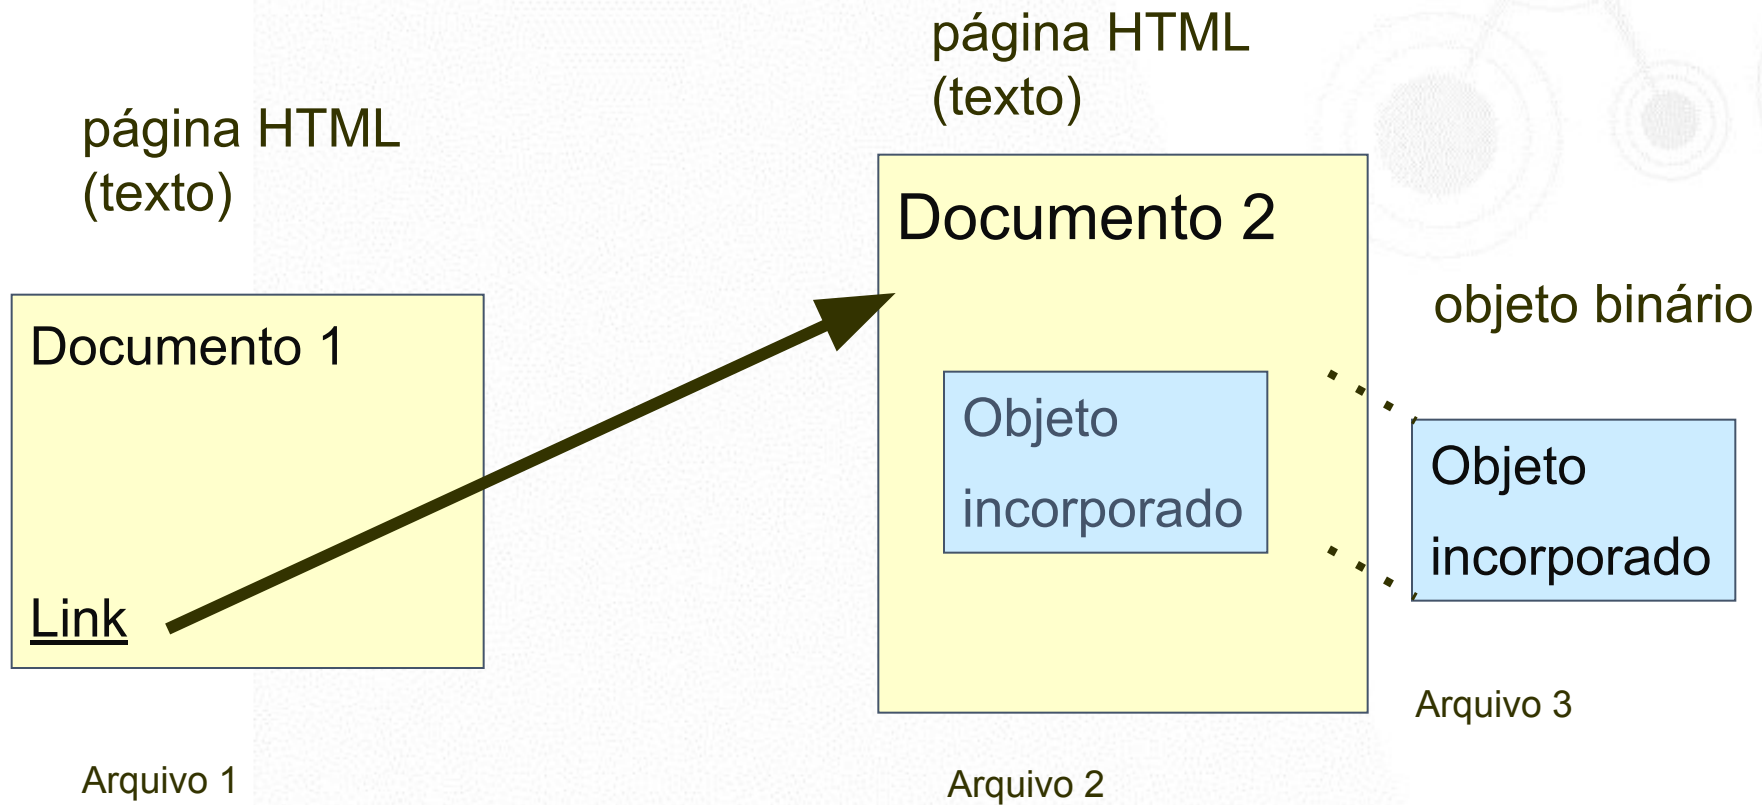 página HTML
(texto)
Documento 1
Link
Arquivo 1
página HTML
(texto)
Documento 2
Objeto
incorporado
Arquivo 2
objeto binário
Objeto
incorporado
Arquivo 3